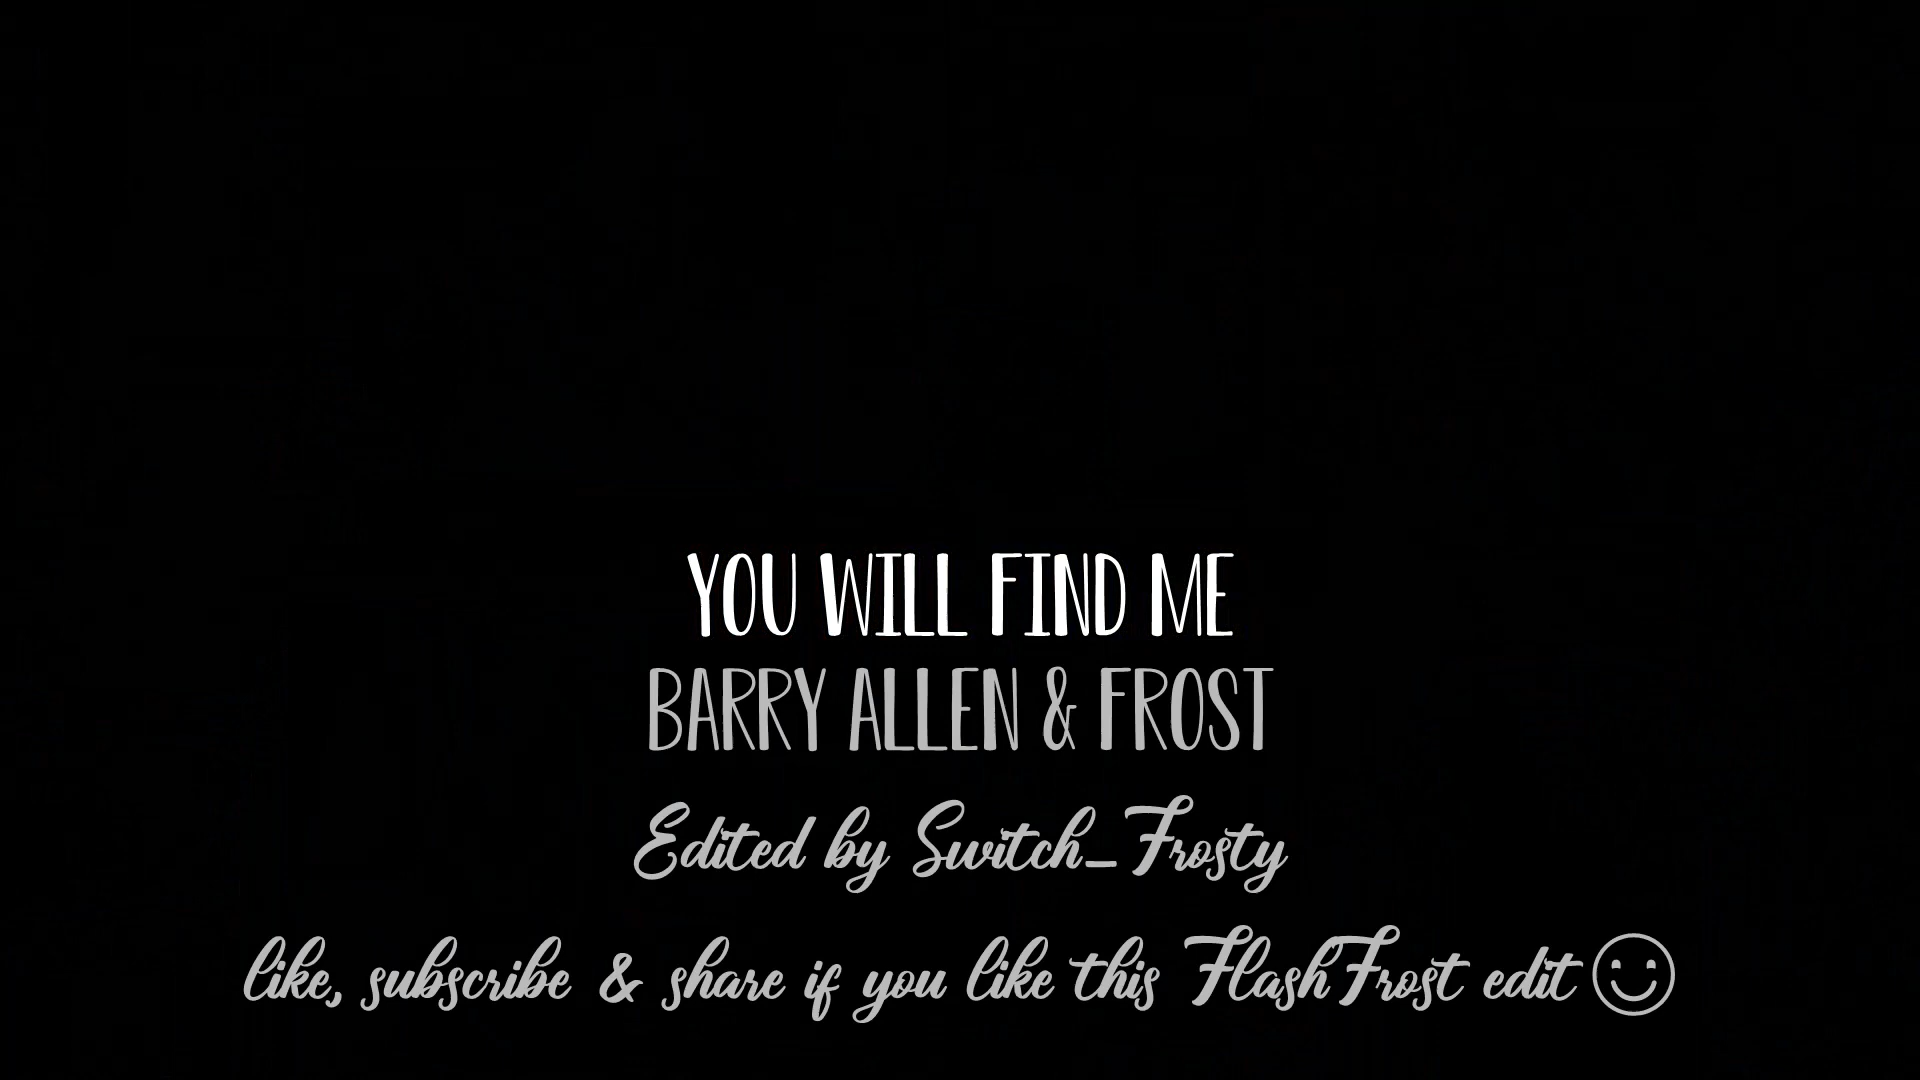 YOU WILL FIND ME
BARRY ALLEN & FROST
Edited by Switch_Frosty
like, subscribe & share if you like this FlashFrost edit ☺